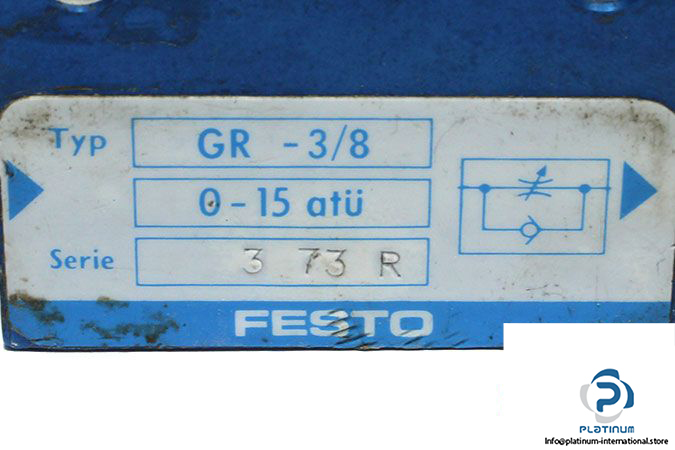 Typ GR - 3/8
0 - 15 atü
Serie 3 73 R
FESTO
PLATINUM
Info@platinum-international.store